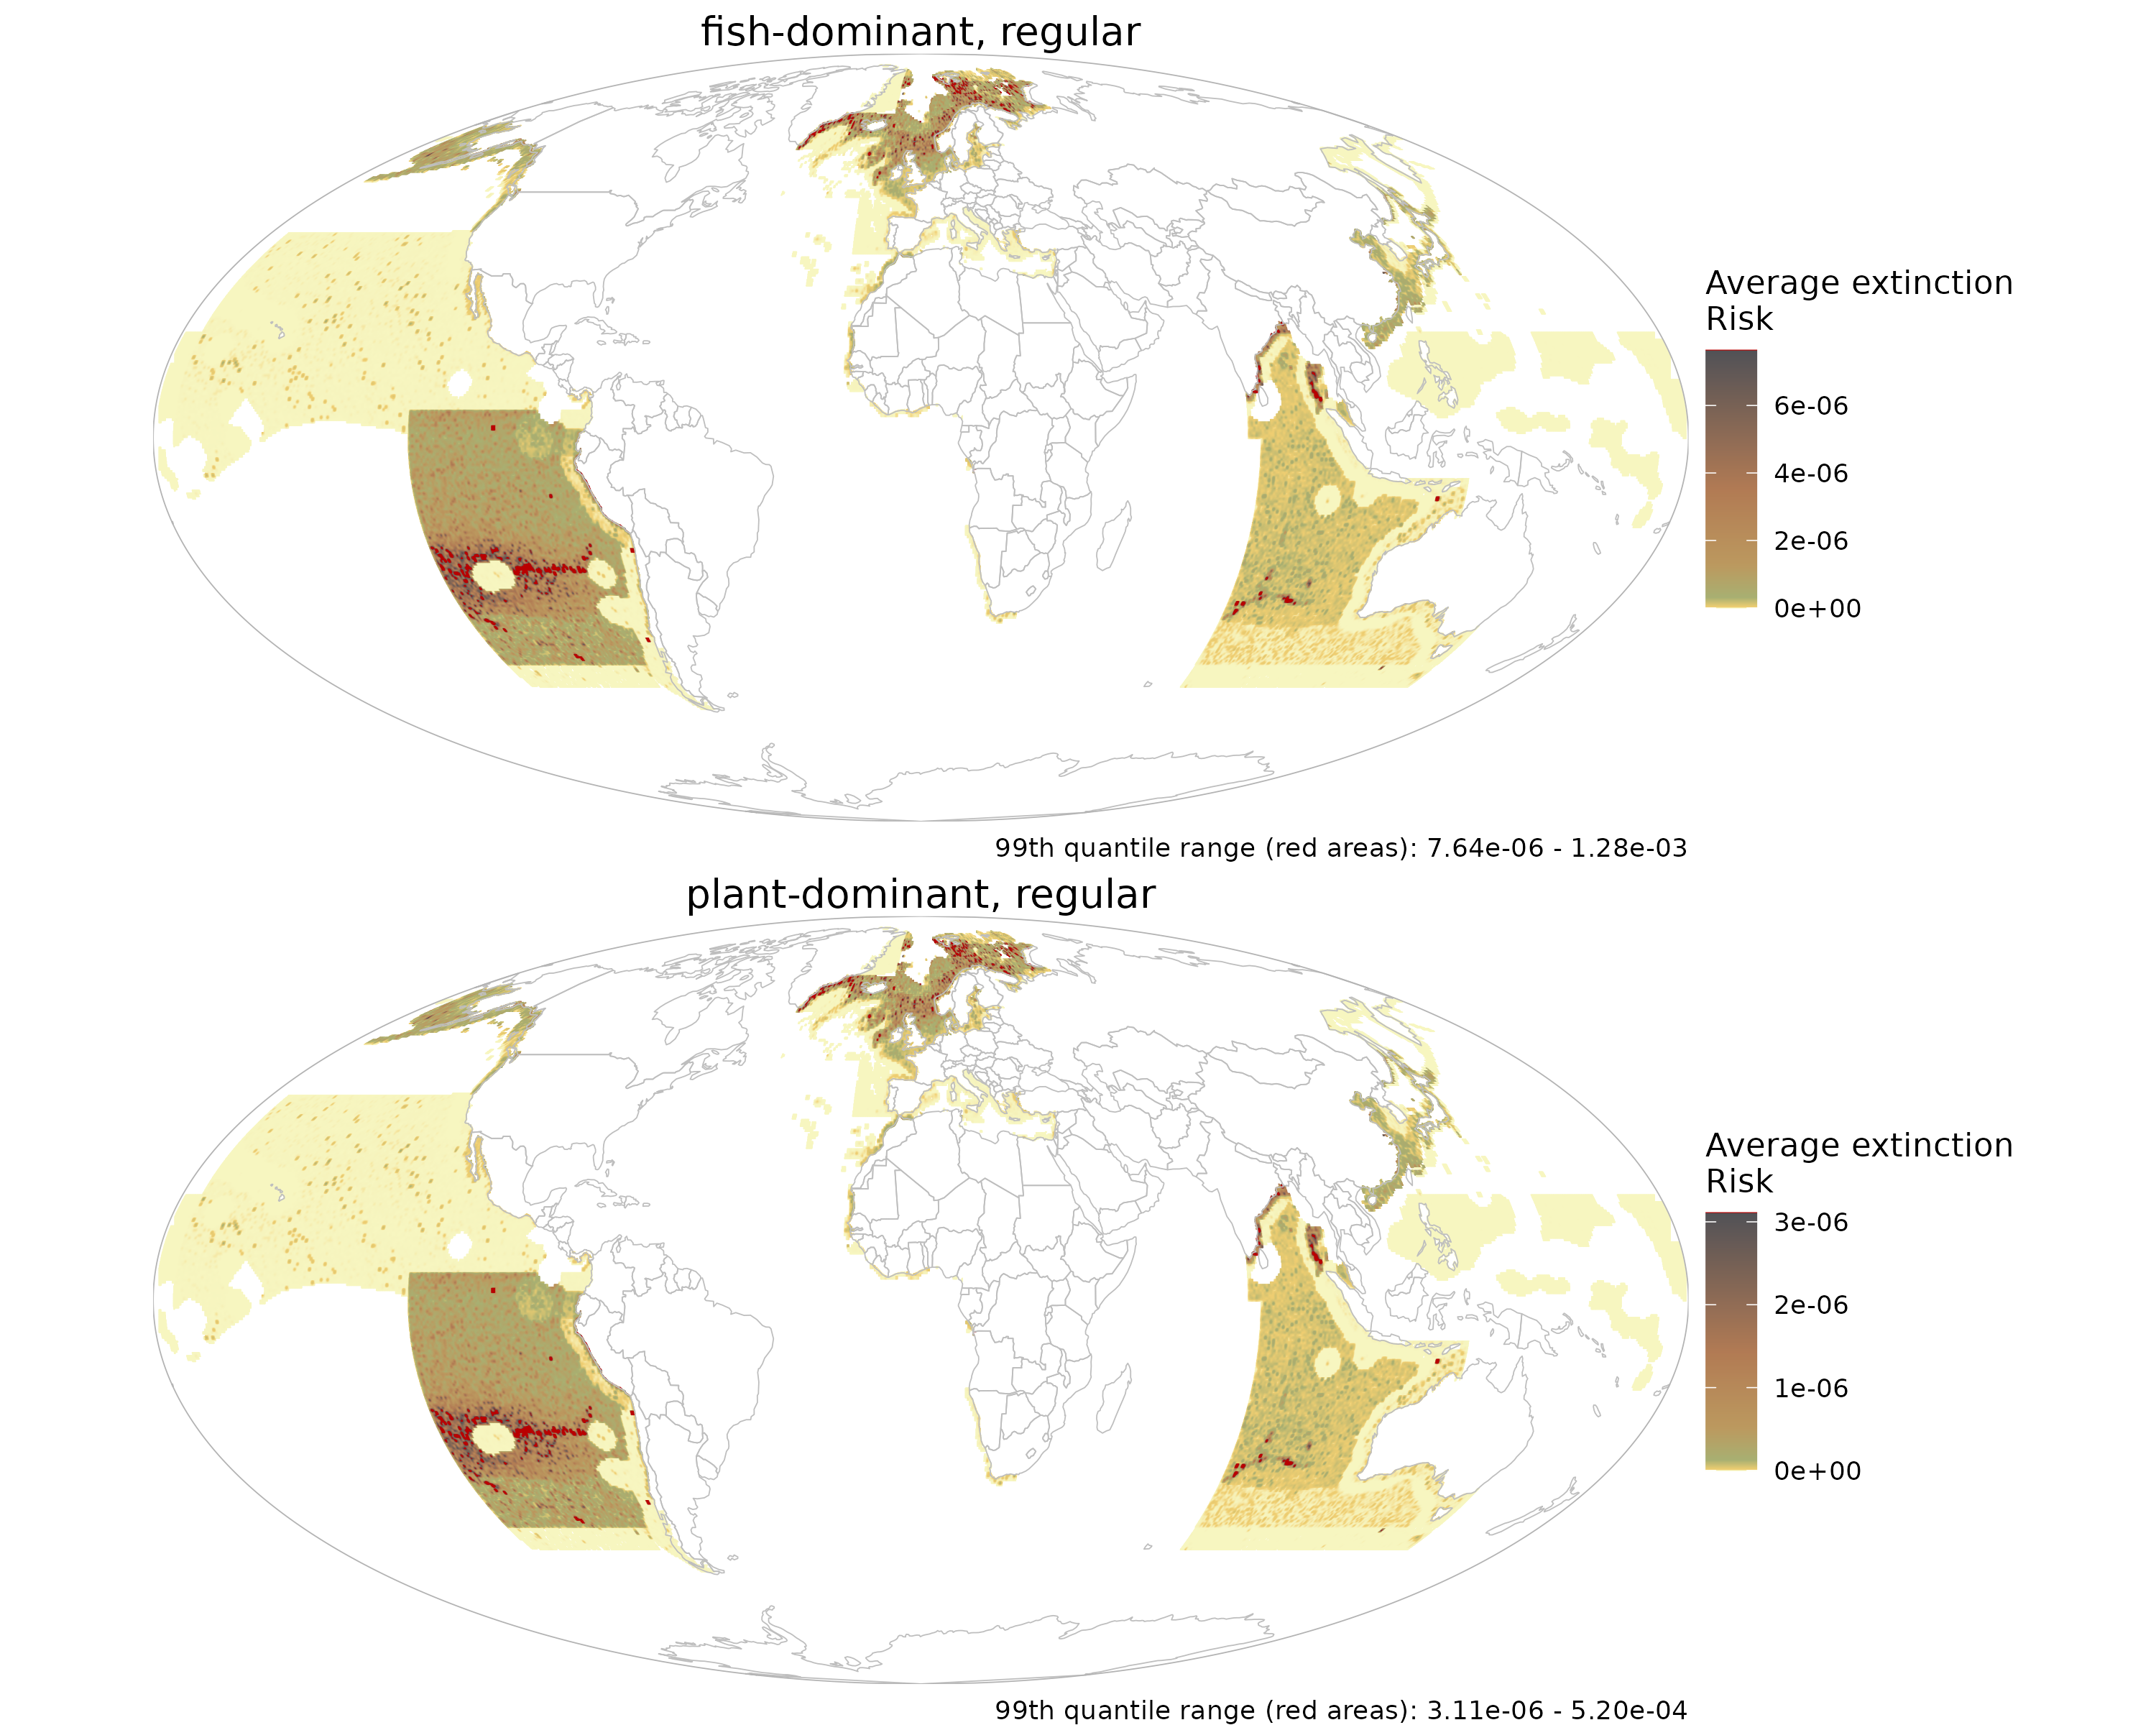 fish-dominant, regular
Average extinction
Risk
6e-06
4e-06
2e-06
0e+00
99th quantile range (red areas): 7.64e-06 - 1.28e-03
plant-dominant, regular
Average extinction
Risk
3e-06
2e-06
1e-06
0e+00
99th quantile range (red areas): 3.11e-06 - 5.20e-04